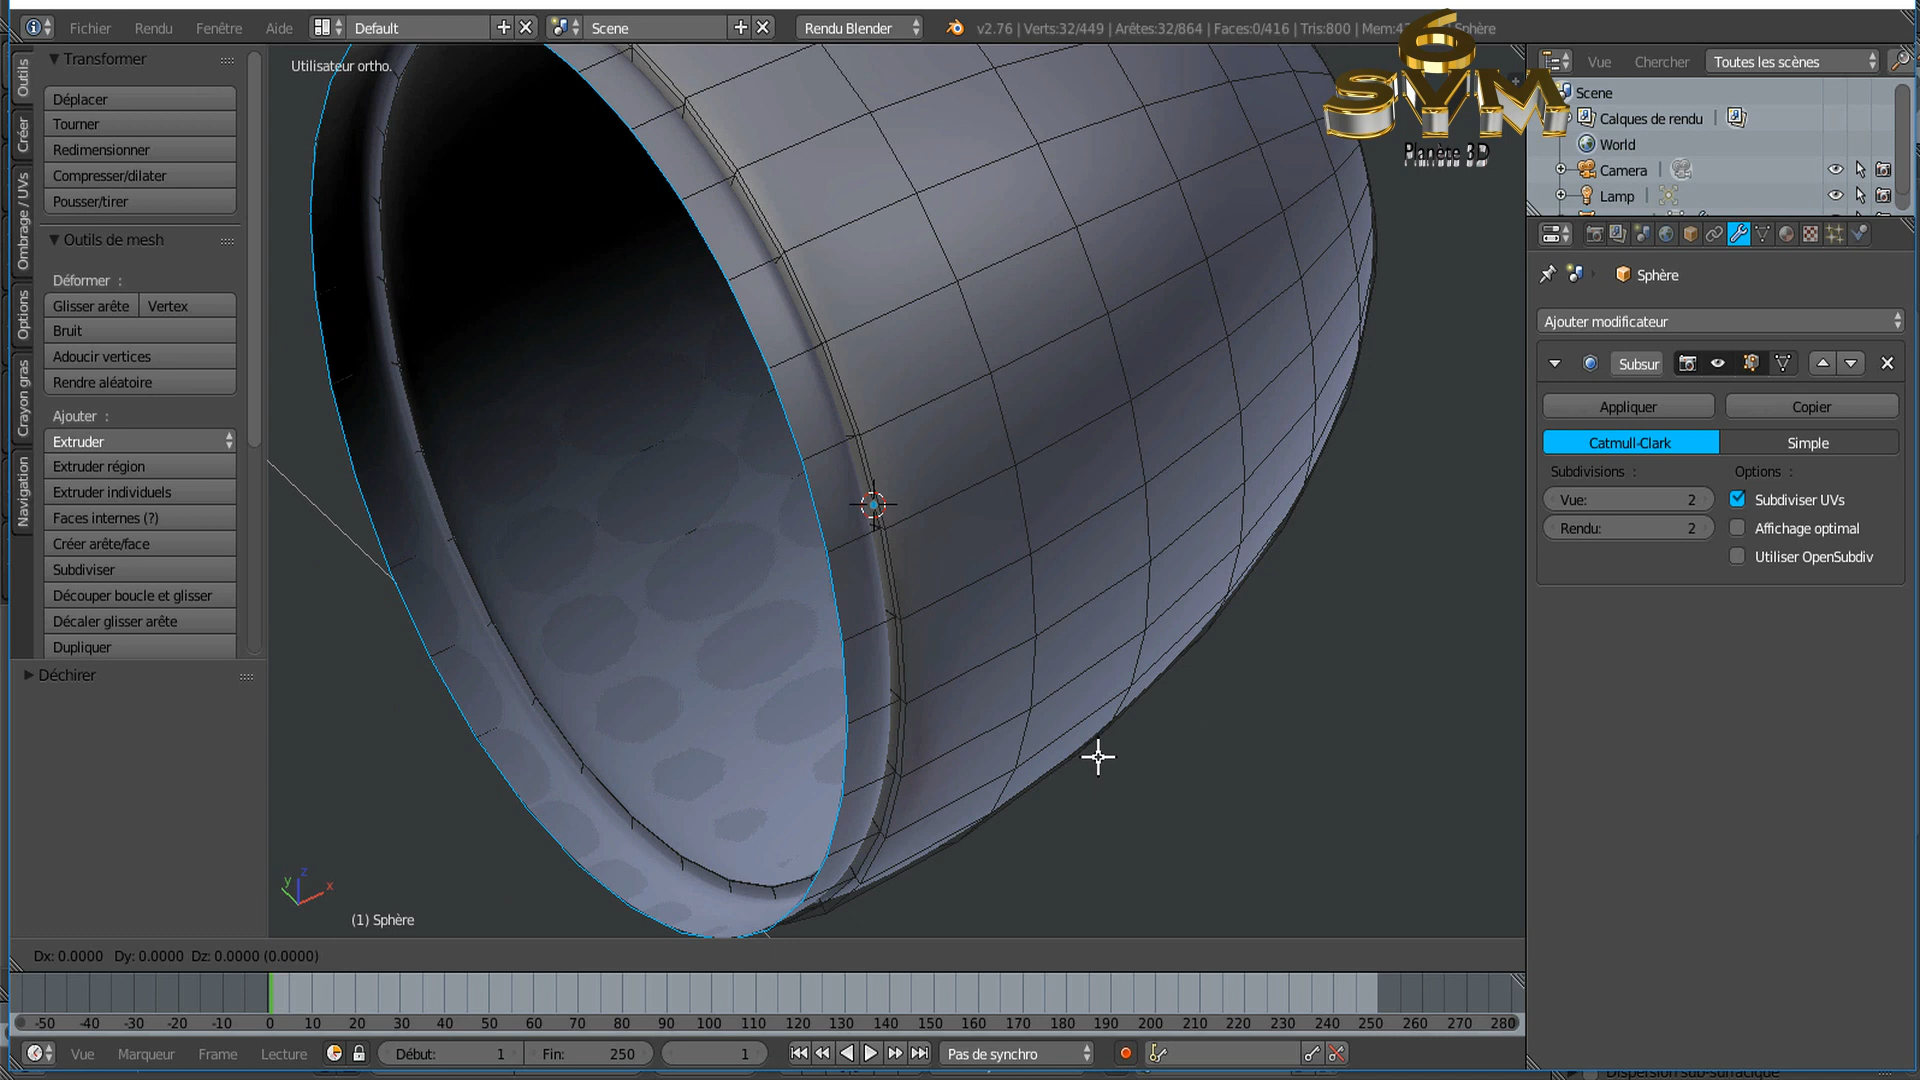 Fichier Rendu Fenêtre Aide Default Scene Rendu Blender v2.76 | Verts:32/449 | Arêtes:32/864 | Faces:0/416 | Tris:800 | Mem:4 Sphère
6
SYM
Planète 3D
Utilisateur ortho.
Outils
Créer
Ombrage / UVs
Options
Crayon gras
Navigation
Transformer
Déplacer
Tourner
Redimensionner
Compresser/dilater
Pousser/tirer
Outils de mesh
Déformer :
Glisser arête Vertex
Bruit
Adoucir vertices
Rendre aléatoire
Ajouter :
Extruder
Extruder région
Extruder individuels
Faces internes (?)
Créer arête/face
Subdiviser
Découper boucle et glisser
Décaler glisser arête
Dupliquer
Déchirer
z
y
x
(1) Sphère
Vue Chercher Toutes les scènes
Scene
Calques de rendu |
World
Camera |
Lamp |
Sphère
Ajouter modificateur
Subsur
Appliquer Copier
Catmull-Clark Simple
Subdivisions : Options :
Vue: 2 Subdiviser UVs
Rendu: 2 Affichage optimal
Utiliser OpenSubdiv
Dx: 0.0000 Dy: 0.0000 Dz: 0.0000 (0.0000)
-50 -40 -30 -20 -10 0 10 20 30 40 50 60 70 80 90 100 110 120 130 140 150 160 170 180 190 200 210 220 230 240 250 260 270 280
Vue Marqueur Frame Lecture Début: 1 Fin: 250 1 Pas de synchro
Dispersion sub-surfacique